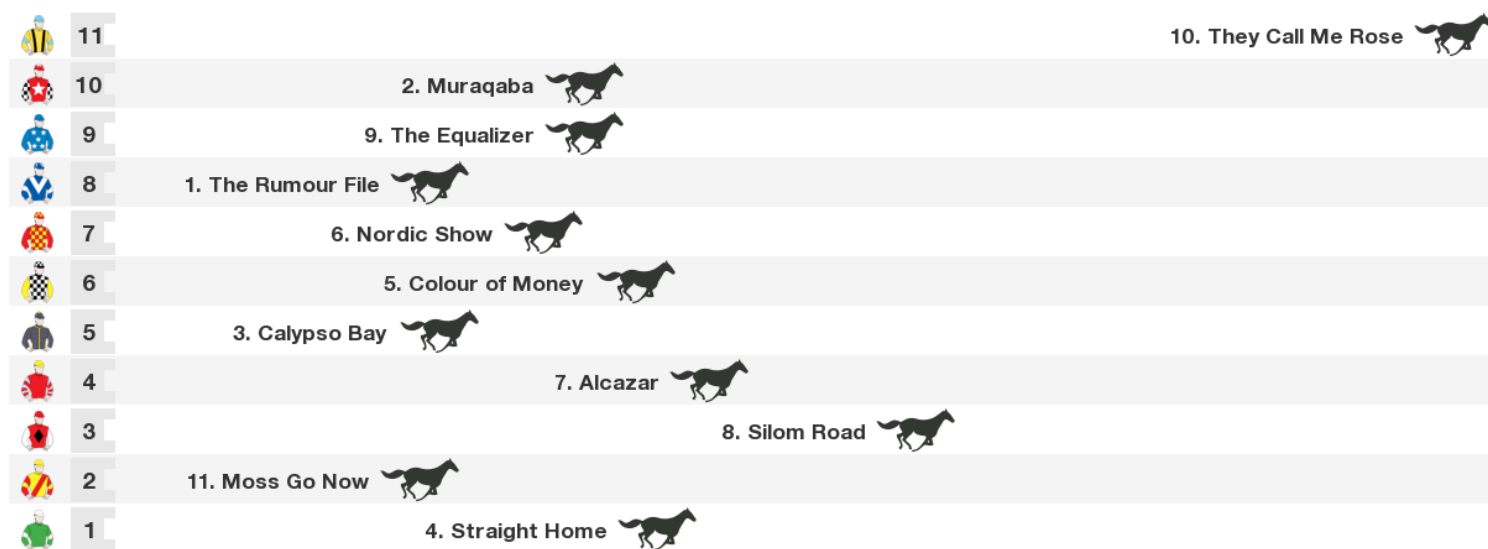 11 10. They Call Me Rose
10 2. Muraqaba
9 9. The Equalizer
8 1. The Rumour File
7 6. Nordic Show
6 5. Colour of Money
5 3. Calypso Bay
4 7. Alcazar
3 8. Silom Road
2 11. Moss Go Now
1 4. Straight Home